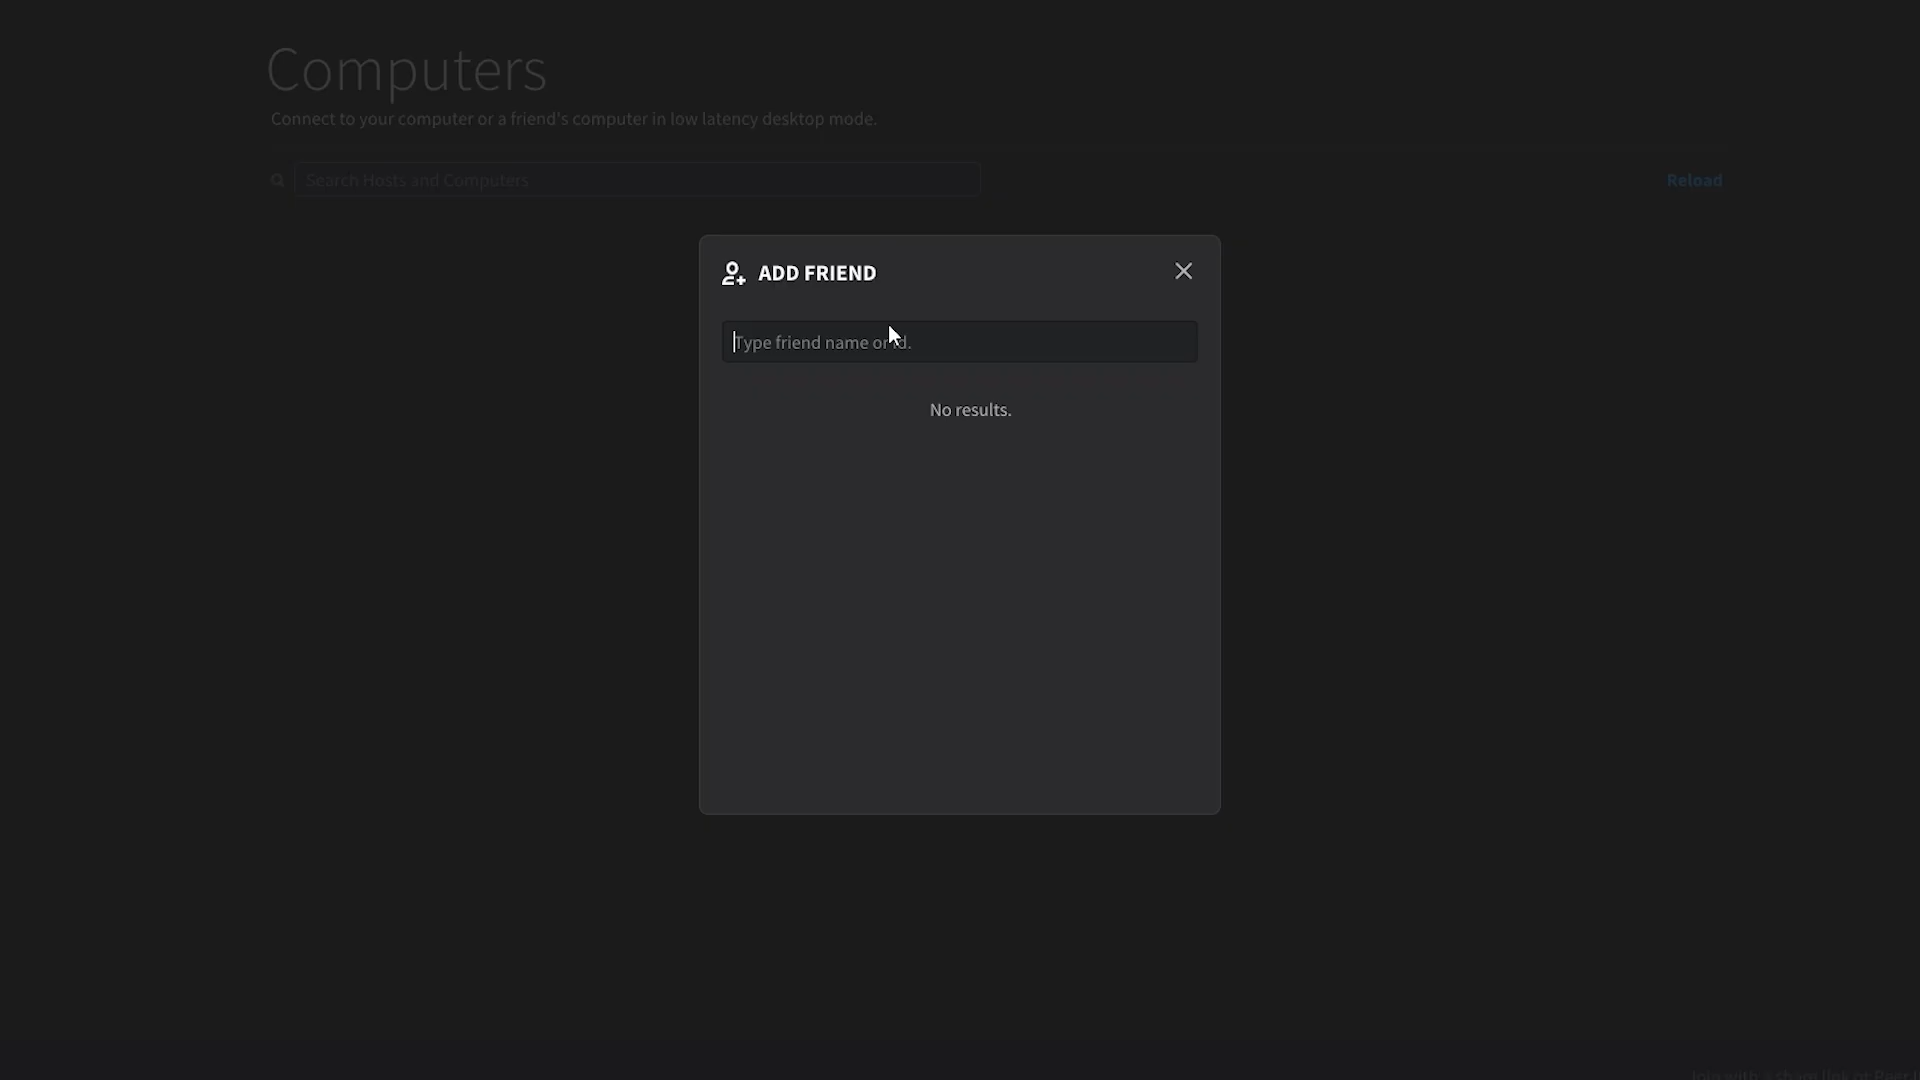 Computers
Connect to your computer or a friend's computer in low latency desktop mode.
Search Hosts and Computers
Reload
ADD FRIEND
Type friend name or id.
No results.